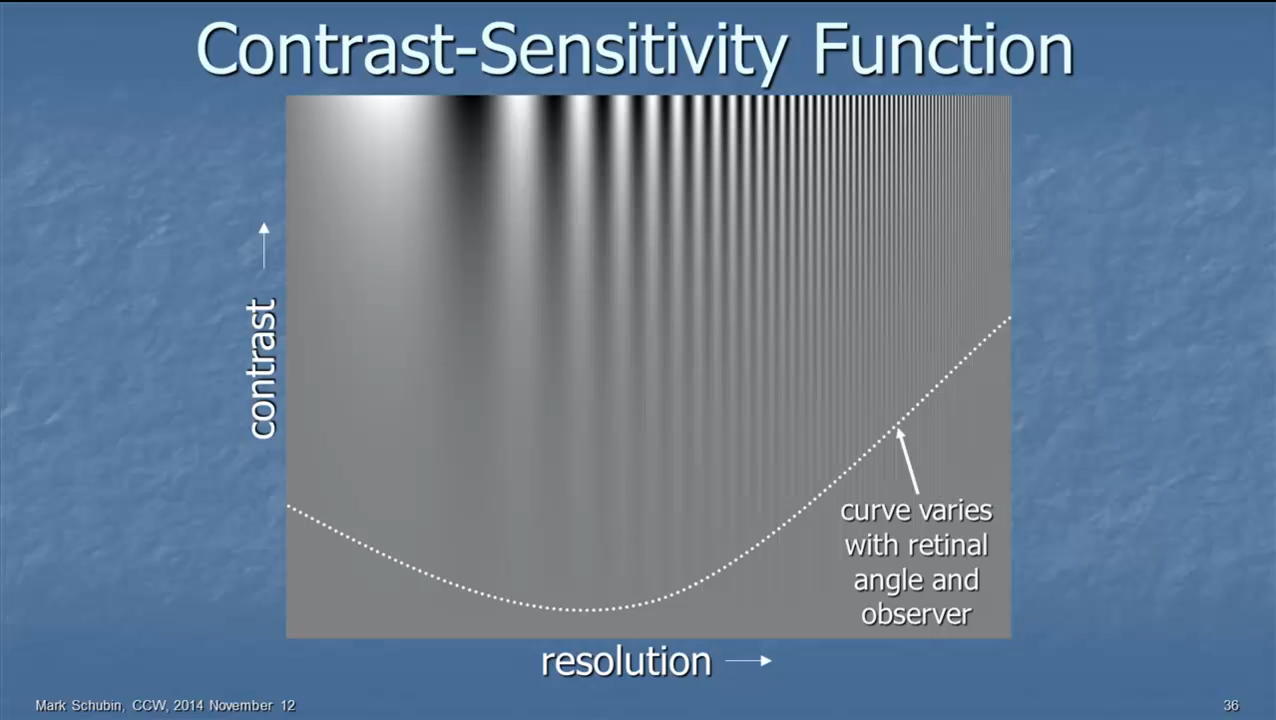 Contrast-Sensitivity Function
contrast
curve varies
with retinal
angle and
observer
resolution
Mark Schubin, CCW, 2014 November 12
36